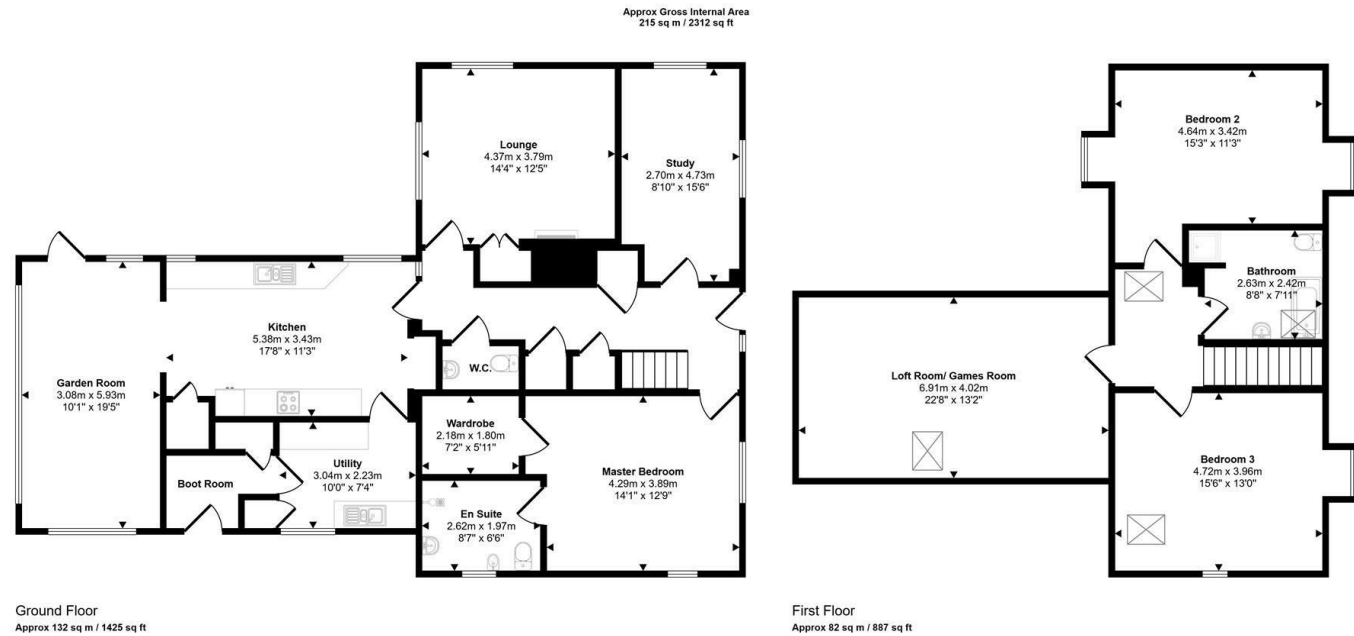 Approx Gross Internal Area
215 sq m / 2312 sq ft
Lounge
4.37m x 3.79m
14'4" x 12'5"
Study
2.70m x 4.73m
8'10" x 15'6"
Kitchen
5.38m x 3.43m
17'8" x 11'3"
Garden Room
3.08m x 5.93m
10'1" x 19'5"
W.C.
Wardrobe
2.18m x 1.80m
7'2" x 5'11"
Utility
3.04m x 2.23m
10'0" x 7'4"
Boot Room
Master Bedroom
4.29m x 3.89m
14'1" x 12'9"
En Suite
2.62m x 1.97m
8'7" x 6'6"
Ground Floor
Approx 132 sq m / 1425 sq ft
Bedroom 2
4.64m x 3.42m
15'3" x 11'3"
Bathroom
2.63m x 2.42m
8'8" x 7'11"
Loft Room/ Games Room
6.91m x 4.02m
22'8" x 13'2"
Bedroom 3
4.72m x 3.96m
15'6" x 13'0"
First Floor
Approx 82 sq m / 887 sq ft